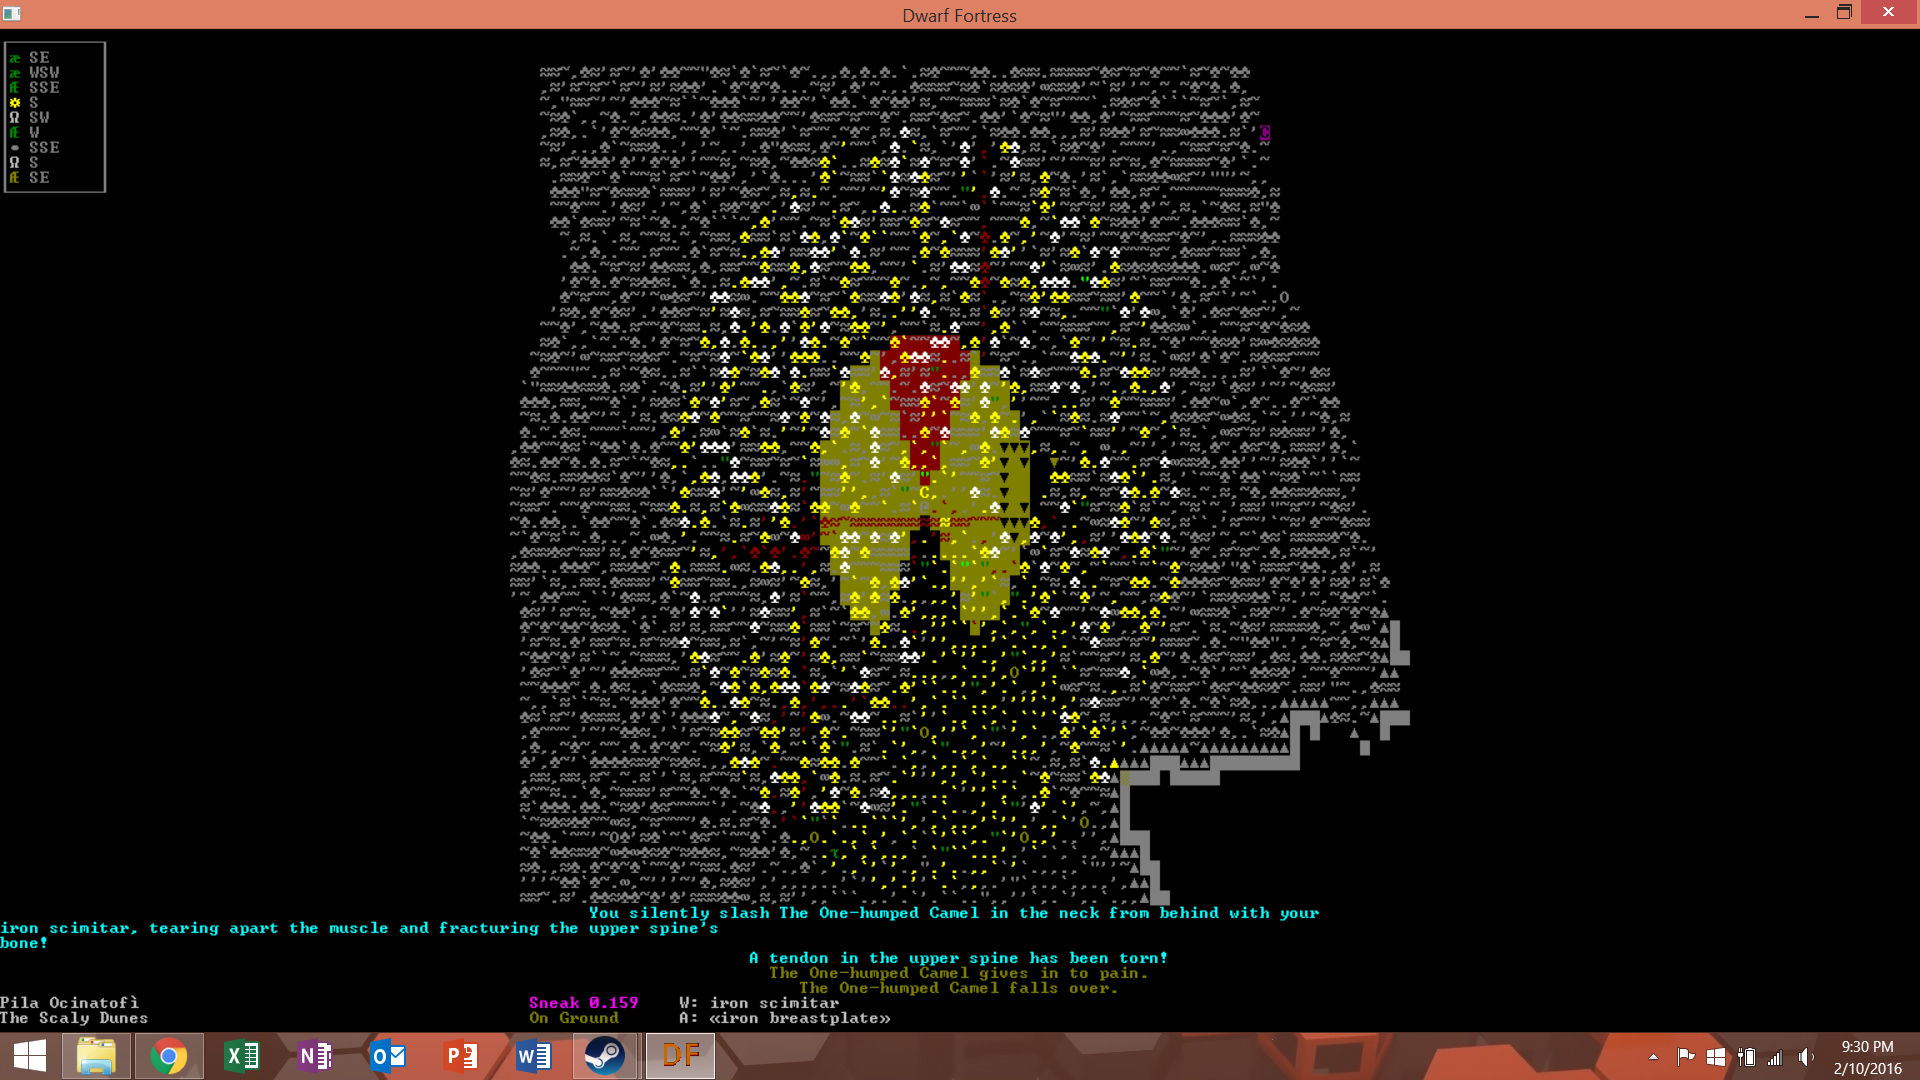 Dwarf Fortress
æ SE
æ WSW
Æ SSE
☼ S
Ω SW
Æ W
• SSE
Ω S
Æ SE
You silently slash The One-humped Camel in the neck from behind with your
iron scimitar, tearing apart the muscle and fracturing the upper spine's
bone!
A tendon in the upper spine has been torn!
The One-humped Camel gives in to pain.
The One-humped Camel falls over.
Pila Ocinatofì Sneak 0.159 W: iron scimitar
The Scaly Dunes On Ground A: «iron breastplate»
DF
9:30 PM
2/10/2016